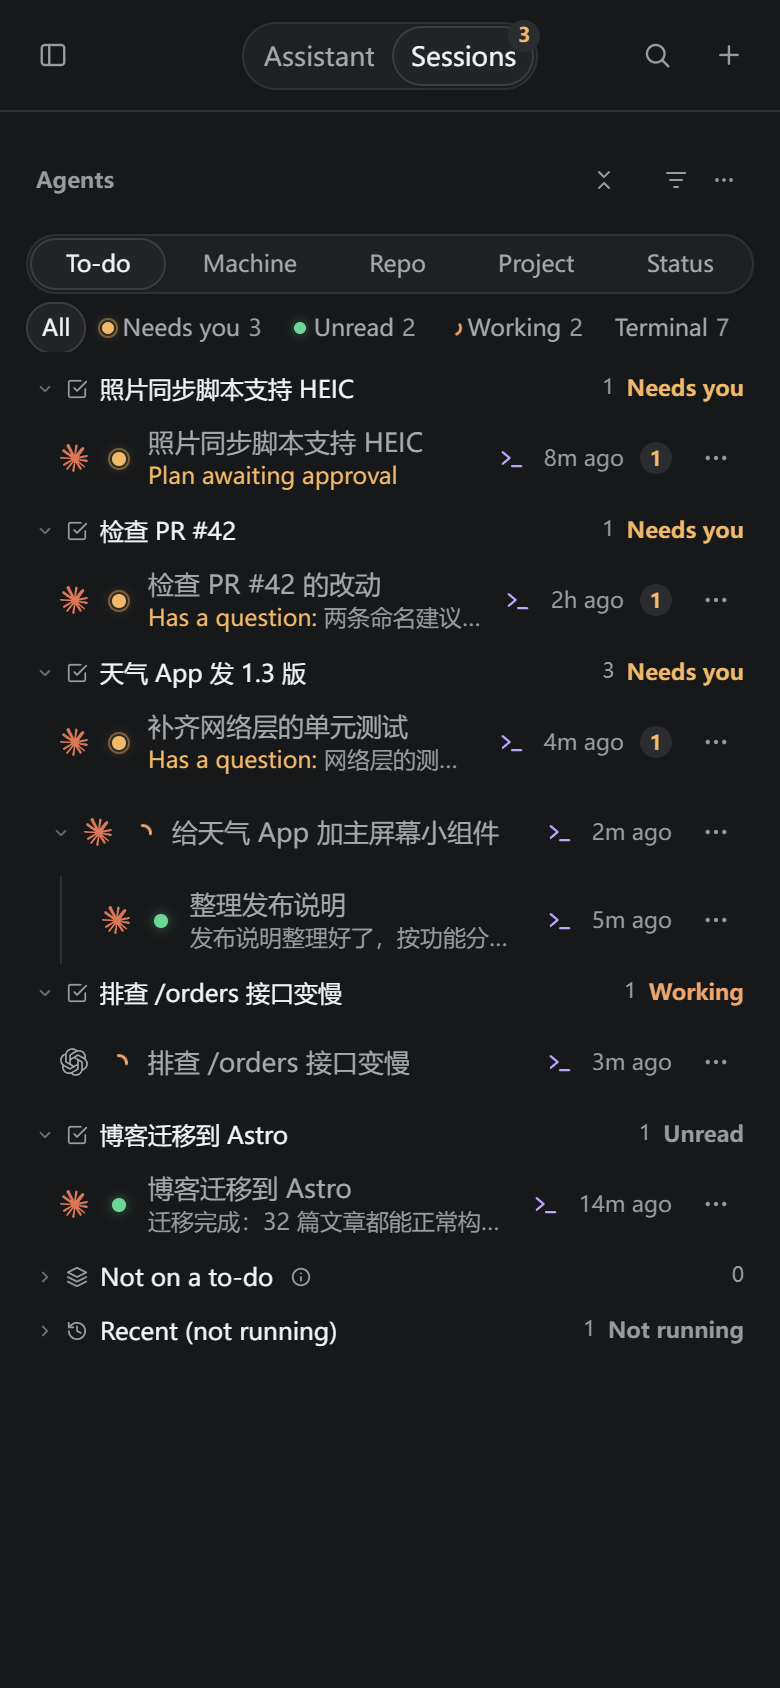 Assistant
Sessions
3
Agents
To-do
Machine
Repo
Project
Status
All
Needs you 3
Unread 2
Working 2
Terminal 7
照片同步脚本支持 HEIC
1 Needs you
照片同步脚本支持 HEIC
Plan awaiting approval
8m ago
1
检查 PR #42
1 Needs you
检查 PR #42 的改动
Has a question: 两条命名建议...
2h ago
1
天气 App 发 1.3 版
3 Needs you
补齐网络层的单元测试
Has a question: 网络层的测...
4m ago
1
给天气 App 加主屏幕小组件
2m ago
整理发布说明
发布说明整理好了，按功能分...
5m ago
排查 /orders 接口变慢
1 Working
排查 /orders 接口变慢
3m ago
博客迁移到 Astro
1 Unread
博客迁移到 Astro
迁移完成：32 篇文章都能正常构...
14m ago
Not on a to-do
0
Recent (not running)
1 Not running